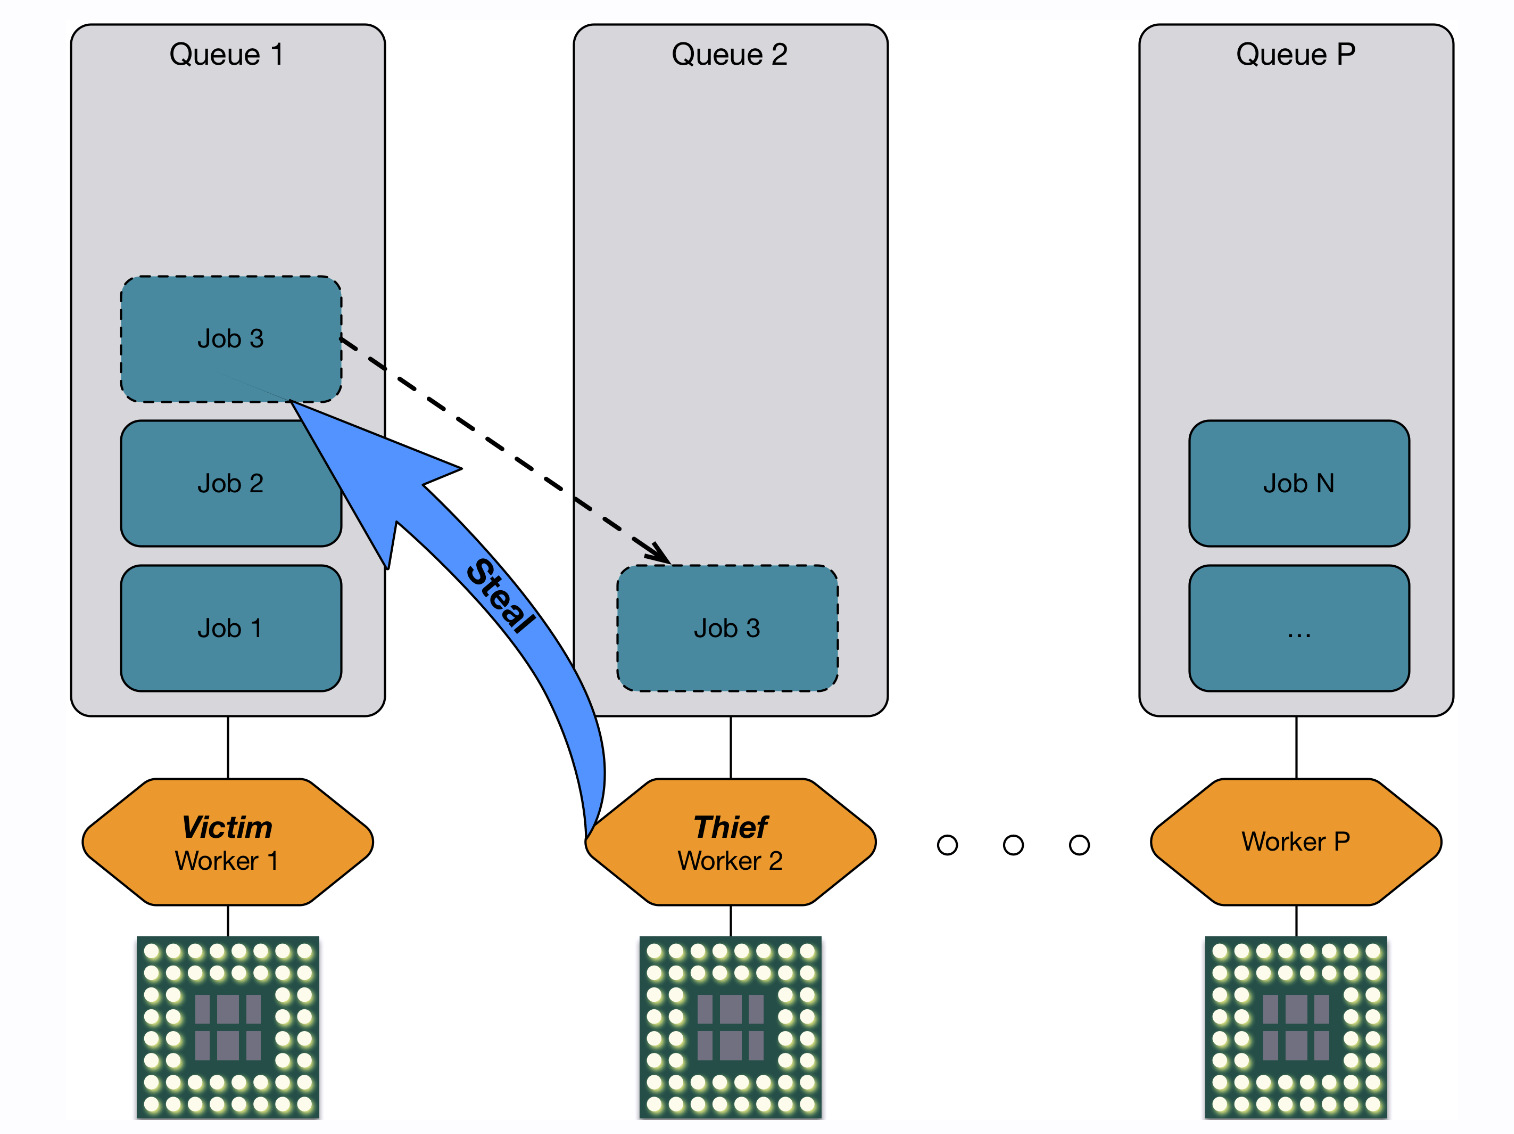 Queue 1
Queue 2
Queue P
Job 3
Job 2
Job N
Steal
Job 1
Job 3
...
Victim
Worker 1
Thief
Worker 2
Worker P